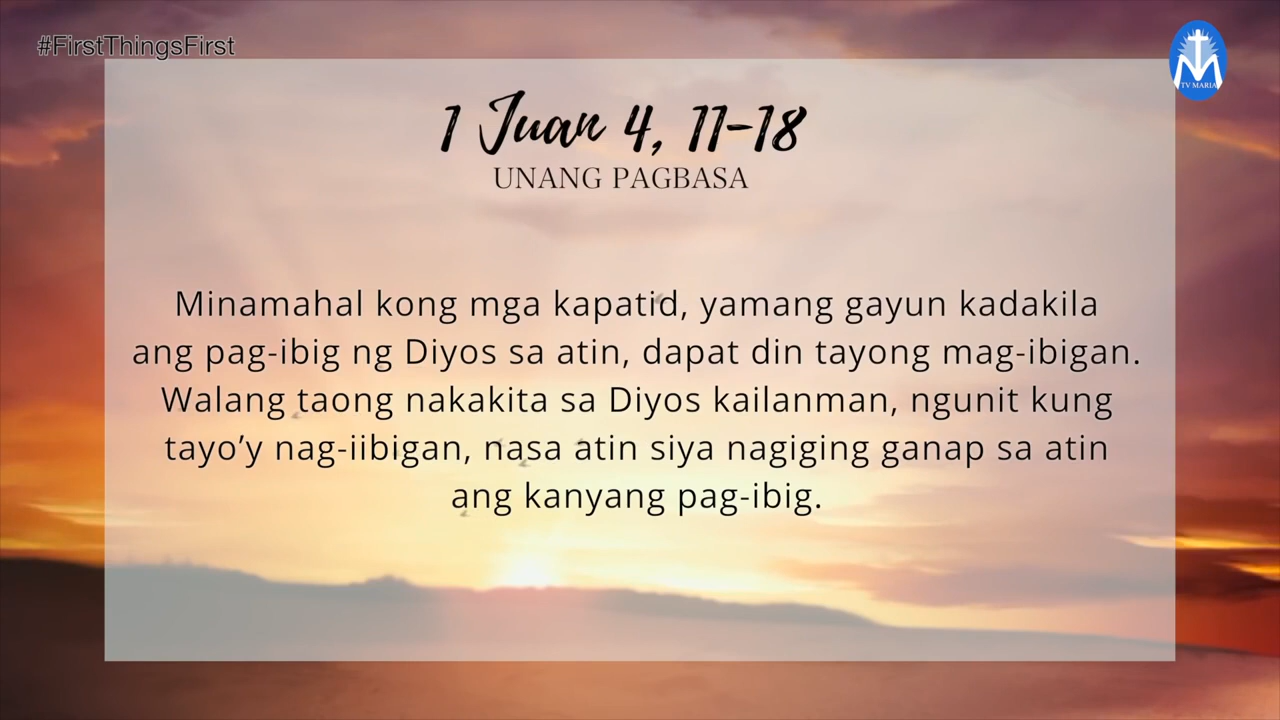 #FirstThingsFirst
TV MARIA
1 Juan 4, 11-18
UNANG PAGBASA
Minamahal kong mga kapatid, yamang gayun kadakila
ang pag-ibig ng Diyos sa atin, dapat din tayong mag-ibigan.
Walang taong nakakita sa Diyos kailanman, ngunit kung
tayo’y nag-iibigan, nasa atin siya nagiging ganap sa atin
ang kanyang pag-ibig.